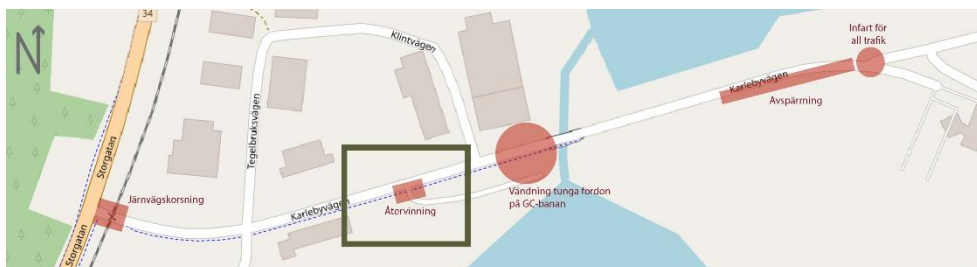 34
N
Storgatan
Storgatan
Järnvägskorsning
Tegelbruksvägen
Klintvägen
Karlebyvägen
Återvinning
Vändning tunga fordon
på GC-banan
Karlebyvägen
Avspärrning
Infart för
all trafik